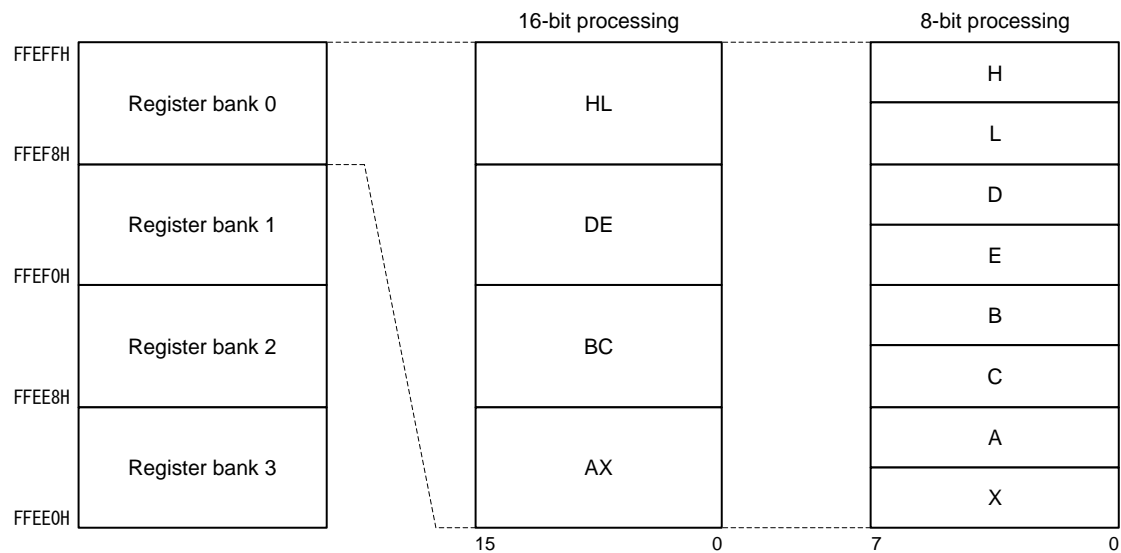 16-bit processing
8-bit processing
FFEFFH
Register bank 0
HL
H
L
FFEF8H
Register bank 1
DE
D
E
FFEF0H
Register bank 2
BC
B
C
FFEE8H
Register bank 3
AX
A
X
FFEE0H
15 0 7 0